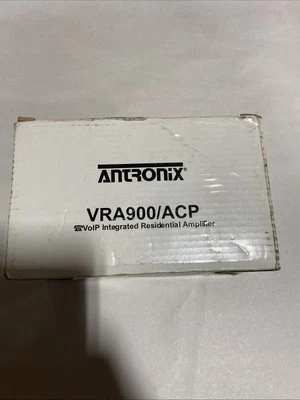 ANTRONIX®
VRA900/ACP
☎VoIP Integrated Residential Amplifier